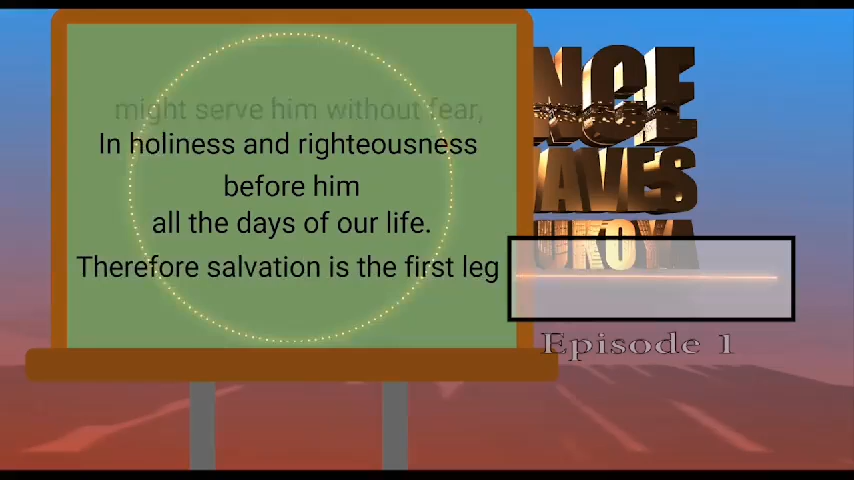 might serve him without fear,
In holiness and righteousness
before him
all the days of our life.
Therefore salvation is the first leg
Episode 1